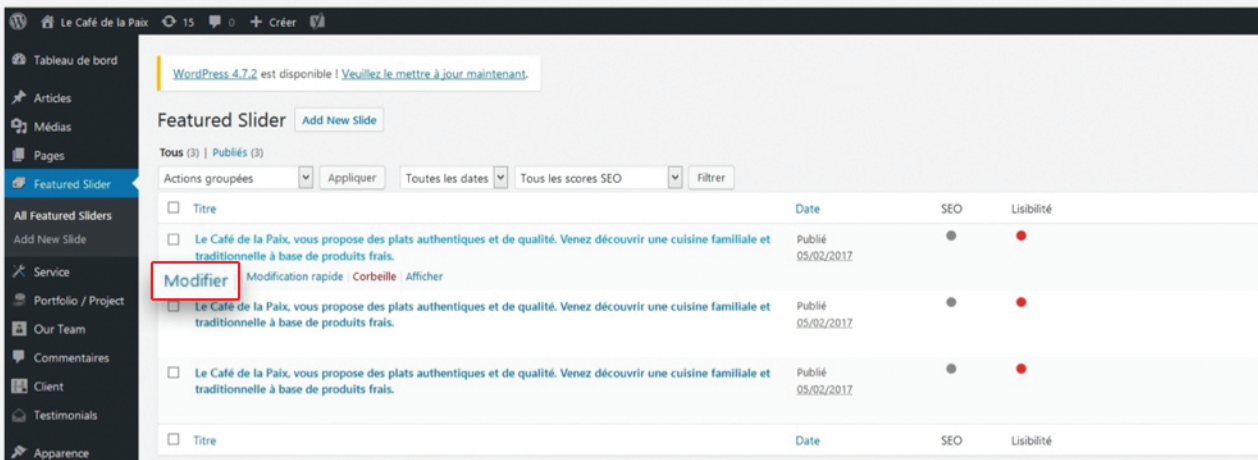 Le Café de la Paix 15 0 + Créer
Tableau de bord
WordPress 4.7.2 est disponible ! Veuillez le mettre à jour maintenant.
Articles
Médias
Pages
Featured Slider
All Featured Sliders
Add New Slide
Service
Portfolio / Project
Our Team
Commentaires
Client
Testimonials
Apparence
Featured Slider Add New Slide
Tous (3) | Publiés (3)
Actions groupées Appliquer Toutes les dates Tous les scores SEO Filtrer
Titre Date SEO Lisibilité
Le Café de la Paix, vous propose des plats authentiques et de qualité. Venez découvrir une cuisine familiale et
traditionnelle à base de produits frais.
Publié
05/02/2017
Modifier Modification rapide | Corbeille | Afficher
Le Café de la Paix, vous propose des plats authentiques et de qualité. Venez découvrir une cuisine familiale et
traditionnelle à base de produits frais.
Publié
05/02/2017
Le Café de la Paix, vous propose des plats authentiques et de qualité. Venez découvrir une cuisine familiale et
traditionnelle à base de produits frais.
Publié
05/02/2017
Titre Date SEO Lisibilité